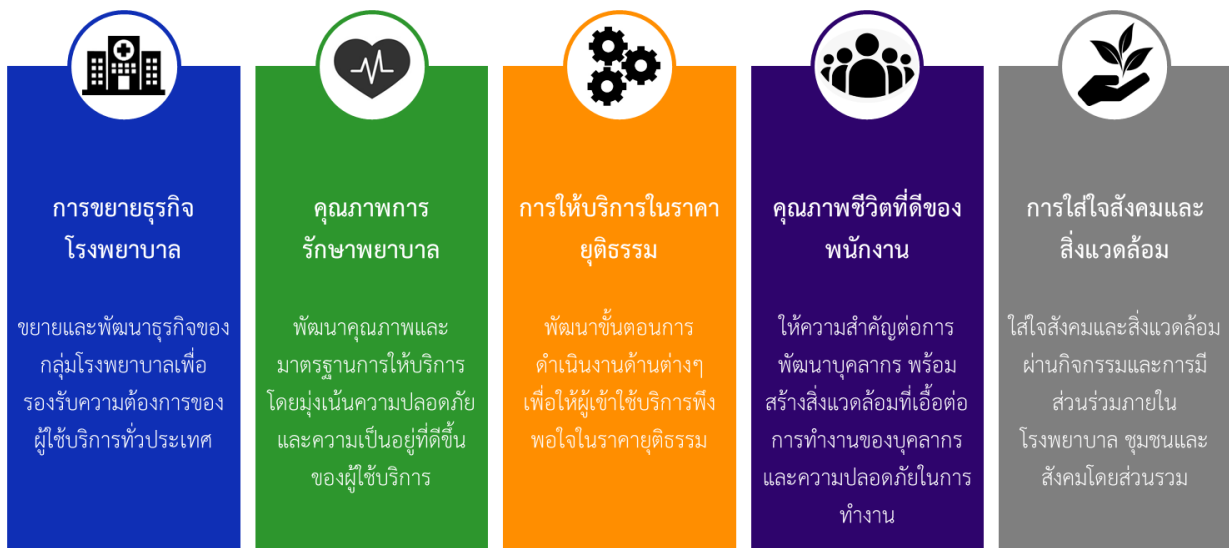 การขยายธุรกิจ
โรงพยาบาล
ขยายและพัฒนาธุรกิจของ
กลุ่มโรงพยาบาลเพื่อ
รองรับความต้องการของ
ผู้ใช้บริการทั่วประเทศ
คุณภาพการ
รักษาพยาบาล
พัฒนาคุณภาพและ
มาตรฐานการให้บริการ
โดยมุ่งเน้นความปลอดภัย
และความเป็นอยู่ที่ดีขึ้น
ของผู้ใช้บริการ
การให้บริการในราคา
ยุติธรรม
พัฒนาขั้นตอนการ
ดำเนินงานด้านต่างๆ
เพื่อให้ผู้เข้าใช้บริการพึง
พอใจในราคายุติธรรม
คุณภาพชีวิตที่ดีของ
พนักงาน
ให้ความสำคัญต่อการ
พัฒนาบุคลากร พร้อม
สร้างสิ่งแวดล้อมที่เอื้อต่อ
การทำงานของบุคลากร
และความปลอดภัยในการ
ทำงาน
การใส่ใจสังคมและ
สิ่งแวดล้อม
ใส่ใจสังคมและสิ่งแวดล้อม
ผ่านกิจกรรมและการมี
ส่วนร่วมภายใน
โรงพยาบาล ชุมชนและ
สังคมโดยส่วนรวม